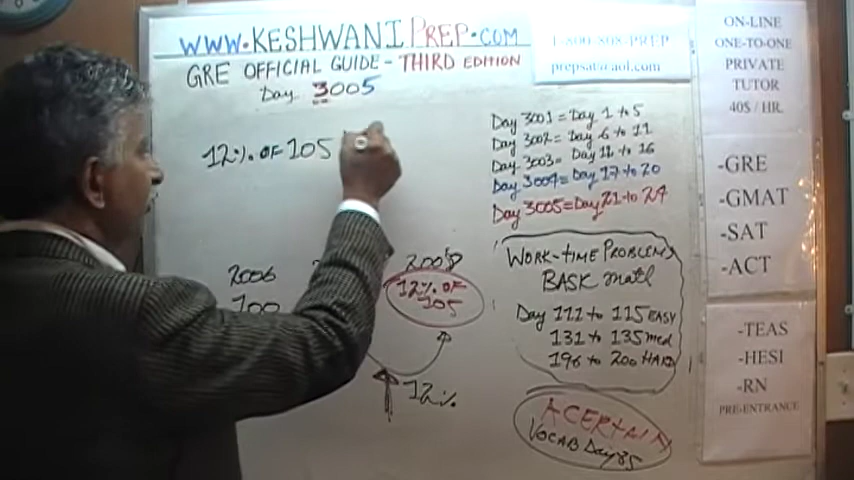 WWW.KESHWANIPREP.COM
GRE OFFICIAL GUIDE - THIRD EDITION
Day 3005
12% OF 105
2006
100
2008
12% OF
105
12%
1-800-808-PREP
prepsat@aol.com
Day 3001 = Day 1 to 5
Day 3002 = Day 6 to 11
Day 3003 = Day 12 to 16
Day 3004 = Day 17 to 20
Day 3005 = Day 21 to 24
WORK-time PROBLEMS
BASK math
Day 111 to 115 EASY
131 to 135 med
196 to 200 HARD
A CERTAIN
VOCAB Day 85
ON-LINE
ONE-TO-ONE
PRIVATE
TUTOR
40$ / HR.
-GRE
-GMAT
-SAT
-ACT
-TEAS
-HESI
-RN
PRE-ENTRANCE